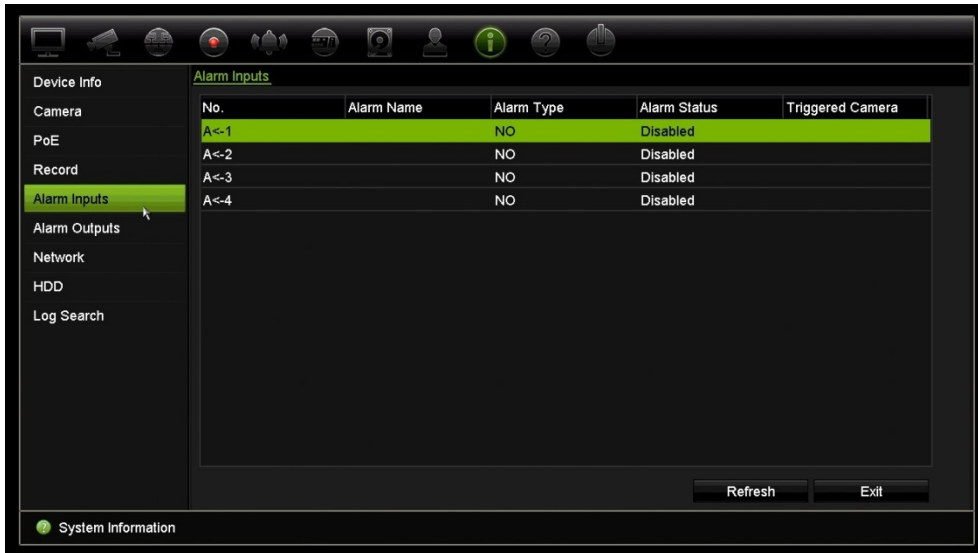 Device Info
Camera
PoE
Record
Alarm Inputs
Alarm Outputs
Network
HDD
Log Search
Alarm Inputs
No. Alarm Name Alarm Type Alarm Status Triggered Camera
A<-1 NO Disabled
A<-2 NO Disabled
A<-3 NO Disabled
A<-4 NO Disabled
Refresh Exit
System Information